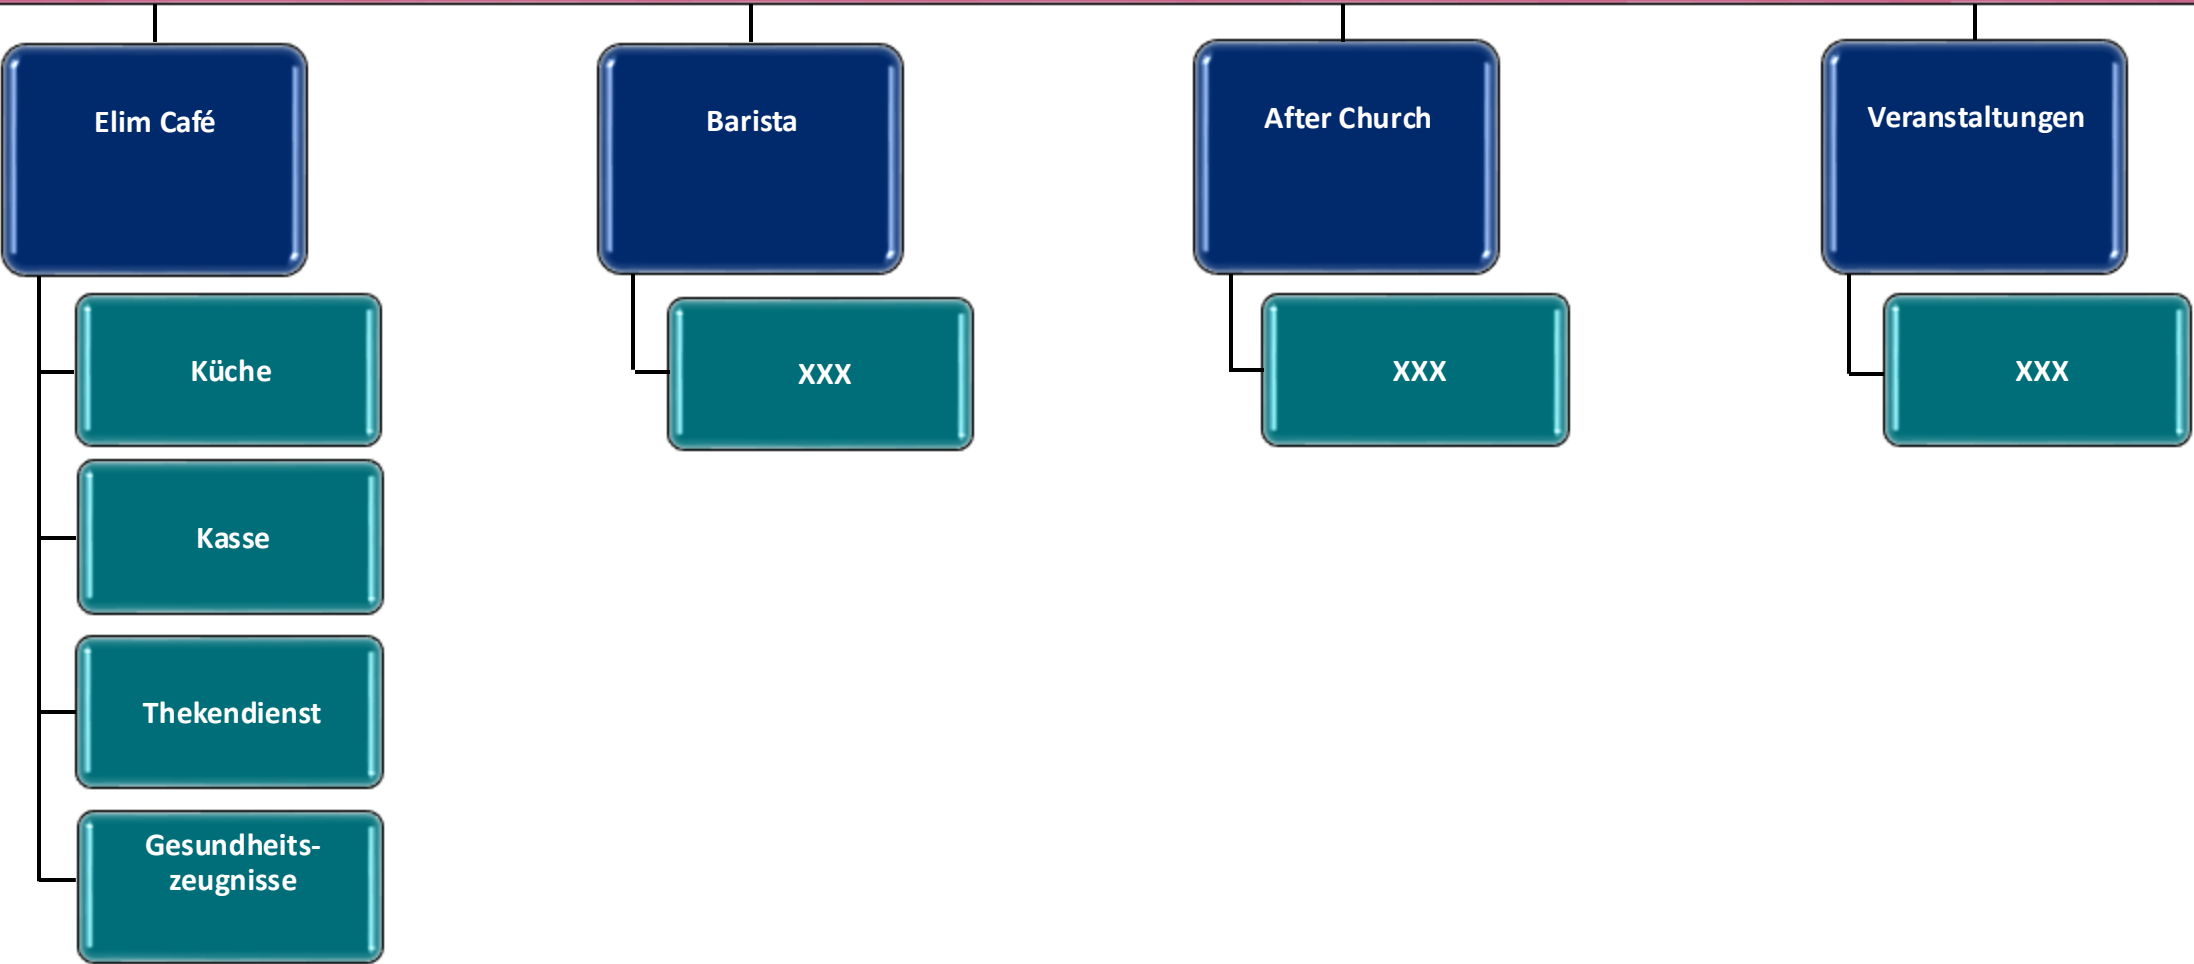 Elim Café
Barista
After Church
Veranstaltungen
Küche
XXX
XXX
XXX
Kasse
Thekendienst
Gesundheits-
zeugnisse